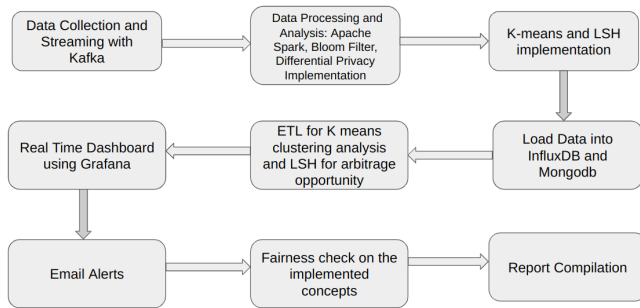 Data Collection and
Streaming with
Kafka
Data Processing and
Analysis: Apache
Spark, Bloom Filter,
Differential Privacy
Implementation
K-means and LSH
implementation
Load Data into
InfluxDB and
Mongodb
ETL for K means
clustering analysis
and LSH for arbitrage
opportunity
Real Time Dashboard
using Grafana
Email Alerts
Fairness check on the
implemented
concepts
Report Compilation